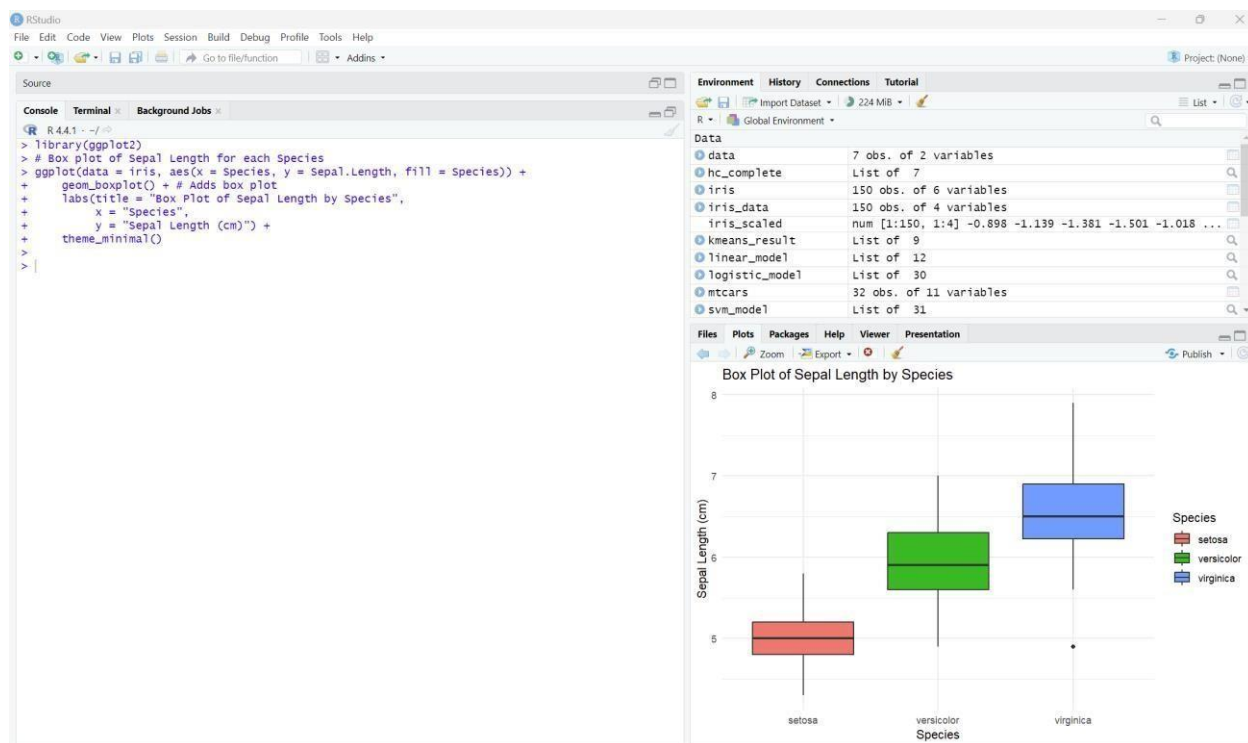 RStudio
File Edit Code View Plots Session Build Debug Profile Tools Help
Go to file/function Addins
Project: (None)
Source
Console Terminal Background Jobs
R 4.4.1 · ~/
> library(ggplot2)
> # Box plot of Sepal Length for each Species
> ggplot(data = iris, aes(x = Species, y = Sepal.Length, fill = Species)) +
+ geom_boxplot() + # Adds box plot
+ labs(title = "Box Plot of Sepal Length by Species",
+ x = "Species",
+ y = "Sepal Length (cm)") +
+ theme_minimal()
>
>
Environment History Connections Tutorial
Import Dataset 224 MiB List
R Global Environment
Data
data 7 obs. of 2 variables
hc_complete List of 7
iris 150 obs. of 6 variables
iris_data 150 obs. of 4 variables
iris_scaled num [1:150, 1:4] -0.898 -1.139 -1.381 -1.501 -1.018 ...
kmeans_result List of 9
linear_model List of 12
logistic_model List of 30
mtcars 32 obs. of 11 variables
svm_model List of 31
Files Plots Packages Help Viewer Presentation
Zoom Export Publish
Box Plot of Sepal Length by Species
8
7
6
5
Sepal Length (cm)
setosa versicolor virginica
Species
Species
setosa
versicolor
virginica